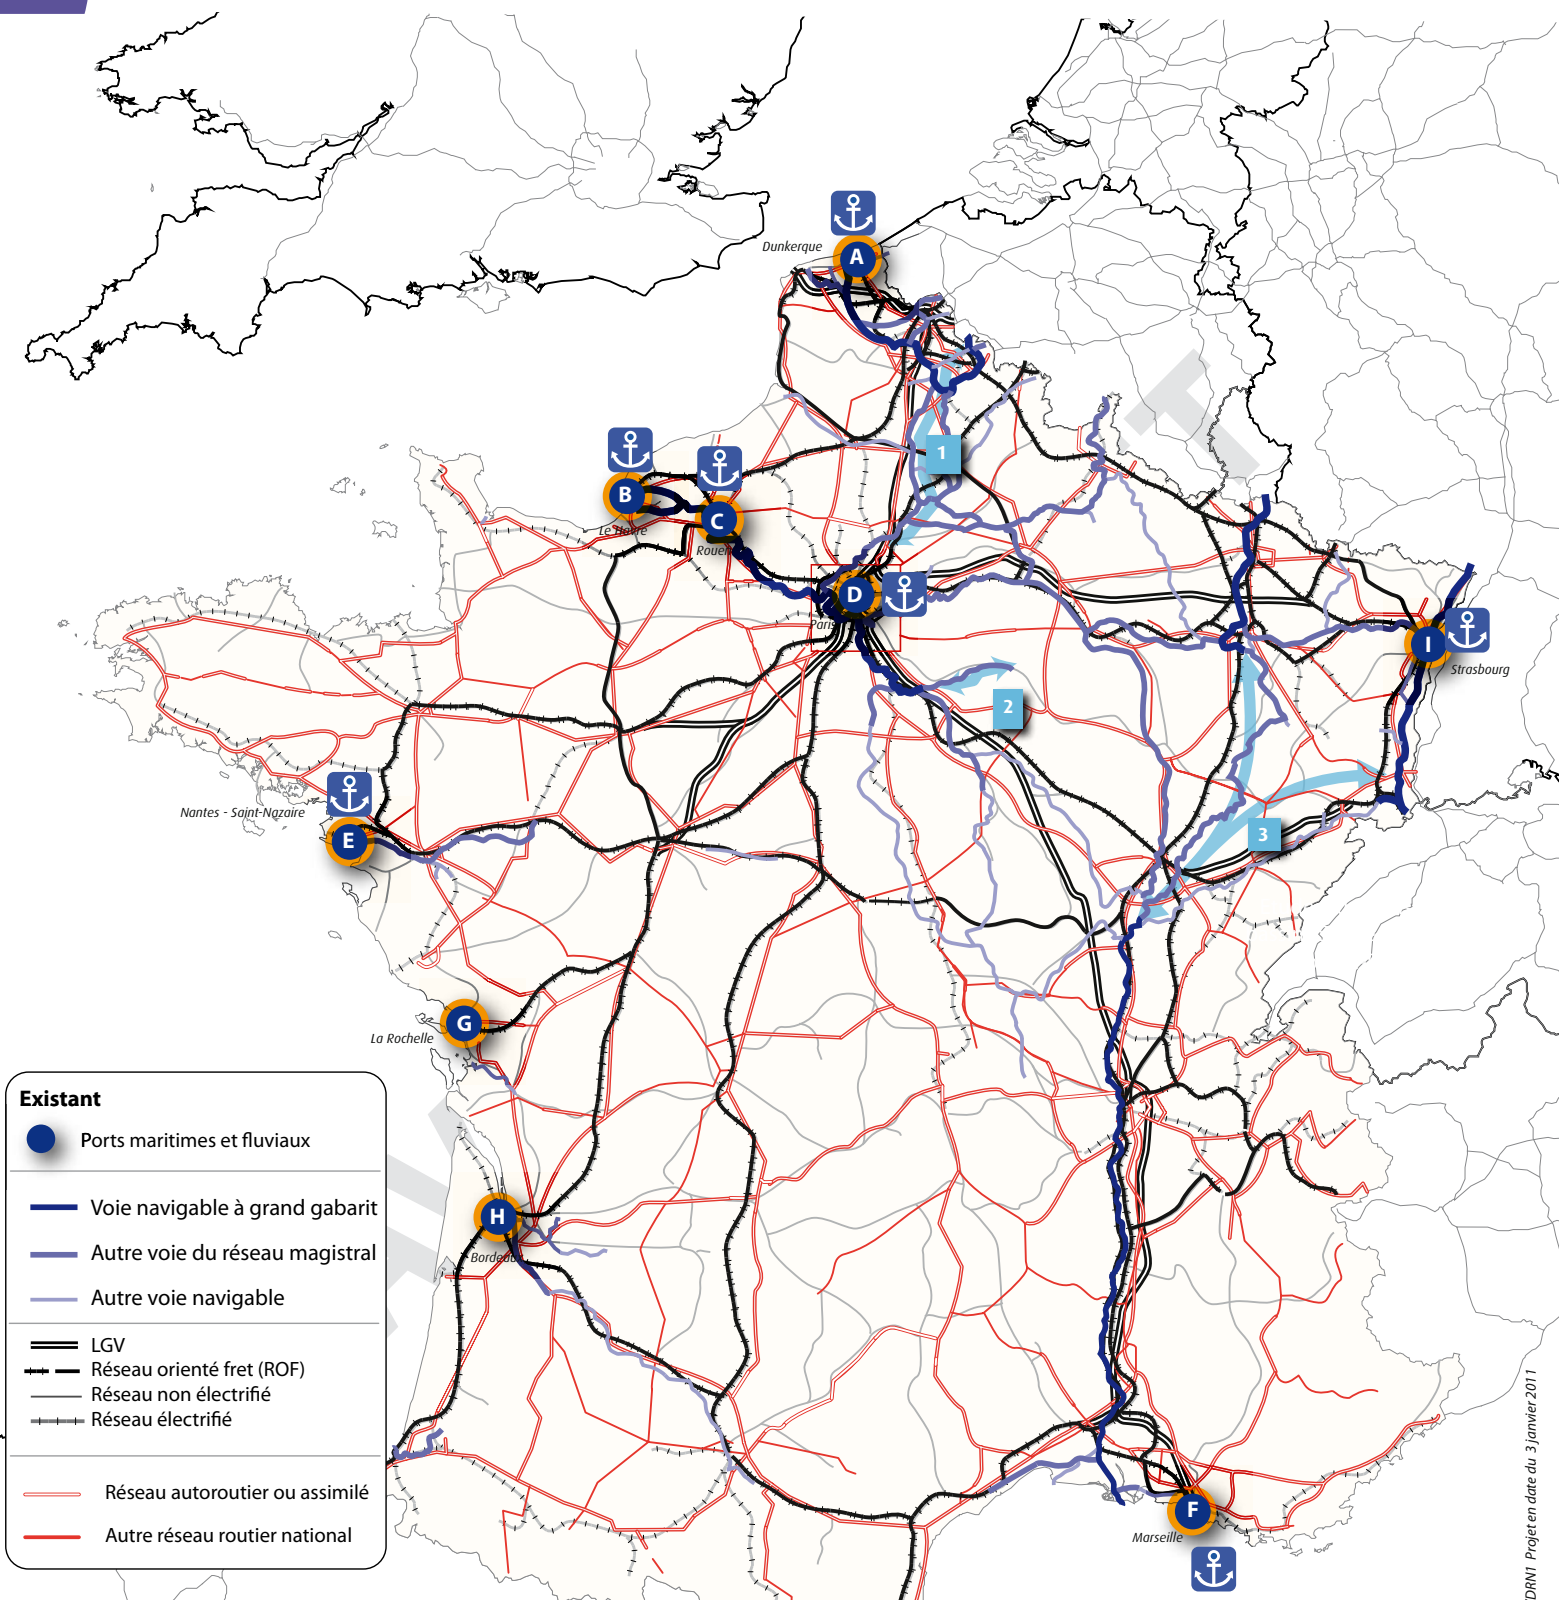 Dunkerque
A
1
B
Le Havre
C
Rouen
D
Paris
I
Strasbourg
2
Nantes - Saint-Nazaire
E
3
G
La Rochelle
H
Bordeaux
F
Marseille
Existant
Ports maritimes et fluviaux
Voie navigable à grand gabarit
Autre voie du réseau magistral
Autre voie navigable
LGV
Réseau orienté fret (ROF)
Réseau non électrifié
Réseau électrifié
Réseau autoroutier ou assimilé
Autre réseau routier national
DRN1 Projet en date du 3 janvier 2011